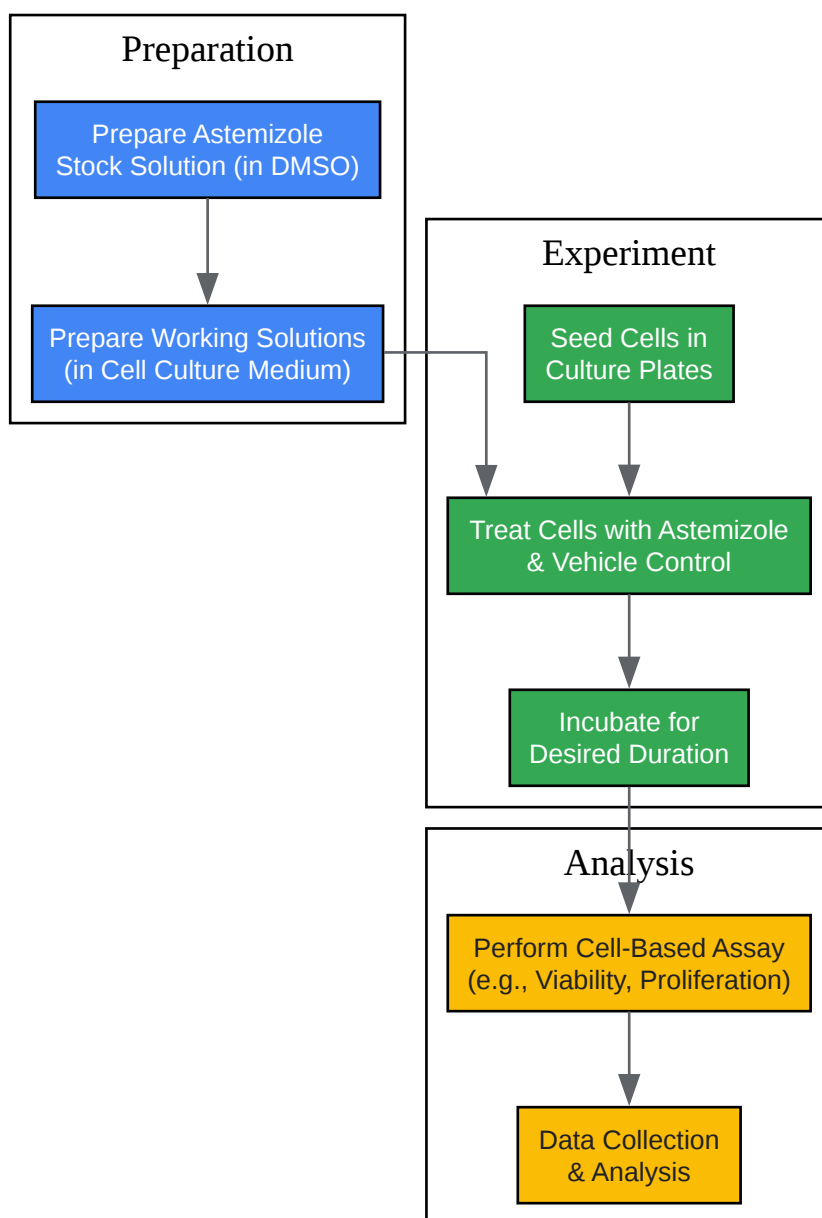 Preparation
Prepare Astemizole
Stock Solution (in DMSO)
Prepare Working Solutions
(in Cell Culture Medium)
Experiment
Seed Cells in
Culture Plates
Treat Cells with Astemizole
& Vehicle Control
Incubate for
Desired Duration
Analysis
Perform Cell-Based Assay
(e.g., Viability, Proliferation)
Data Collection
& Analysis